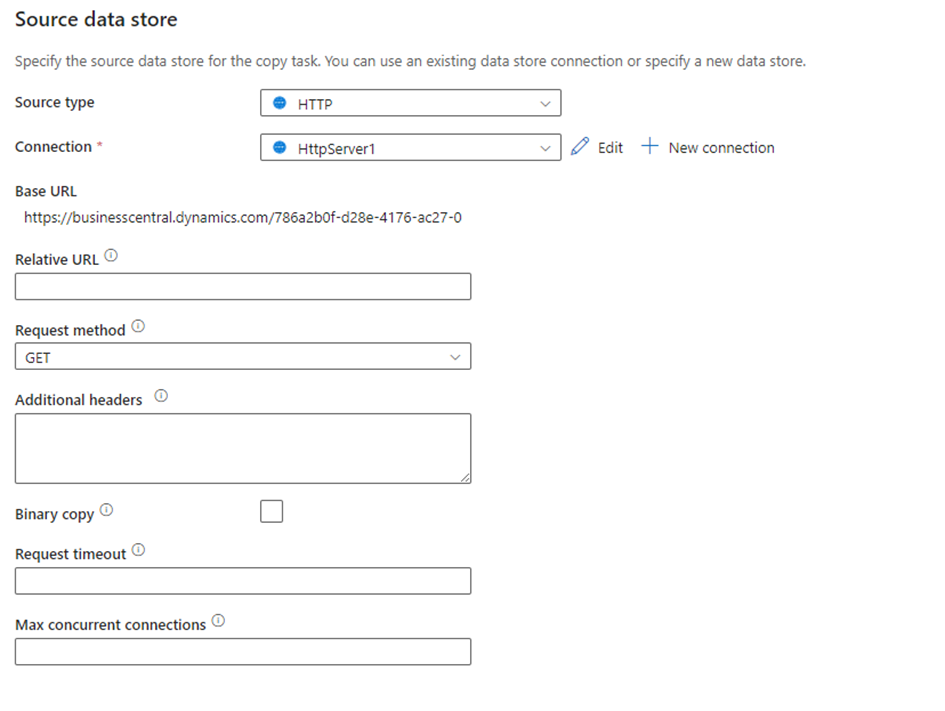 Source data store
Specify the source data store for the copy task. You can use an existing data store connection or specify a new data store.
Source type
HTTP
Connection *
HttpServer1
Edit
New connection
Base URL
https://businesscentral.dynamics.com/786a2b0f-d28e-4176-ac27-0
Relative URL
Request method
GET
Additional headers
Binary copy
Request timeout
Max concurrent connections